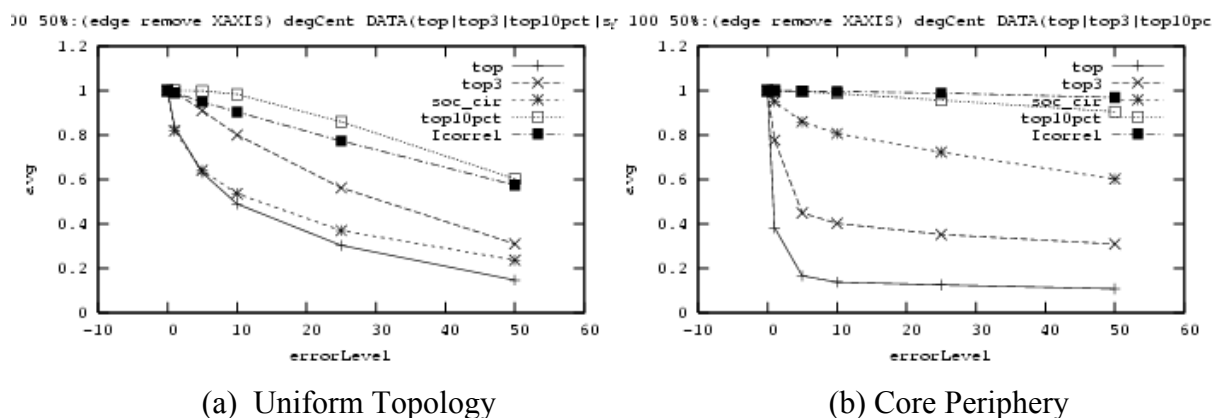 00 50%:(edge remove XAXIS) degCent DATA(top|top3|top10pct|s
1.2
1
0.8
0.6
0.4
0.2
0
avg
top
top3
soc_cir
top10pct
Icorrel
-10 0 10 20 30 40 50 60
errorLevel
(a) Uniform Topology
100 50%:(edge remove XAXIS) degCent DATA(top|top3|top10pc
1.2
1
0.8
0.6
0.4
0.2
0
avg
top
top3
soc_cir
top10pct
Icorrel
-10 0 10 20 30 40 50 60
errorLevel
(b) Core Periphery